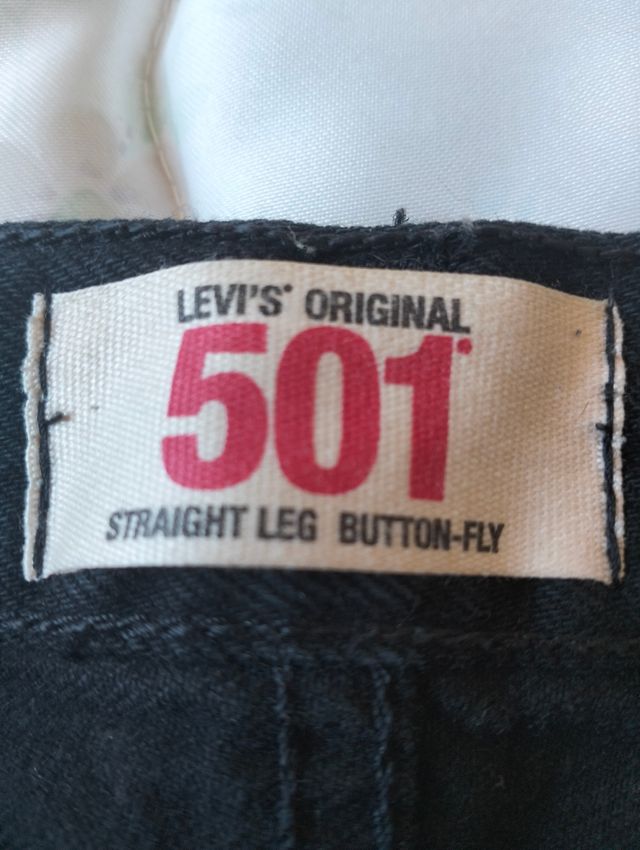 LEVI'S® ORIGINAL
501®
STRAIGHT LEG BUTTON-FLY